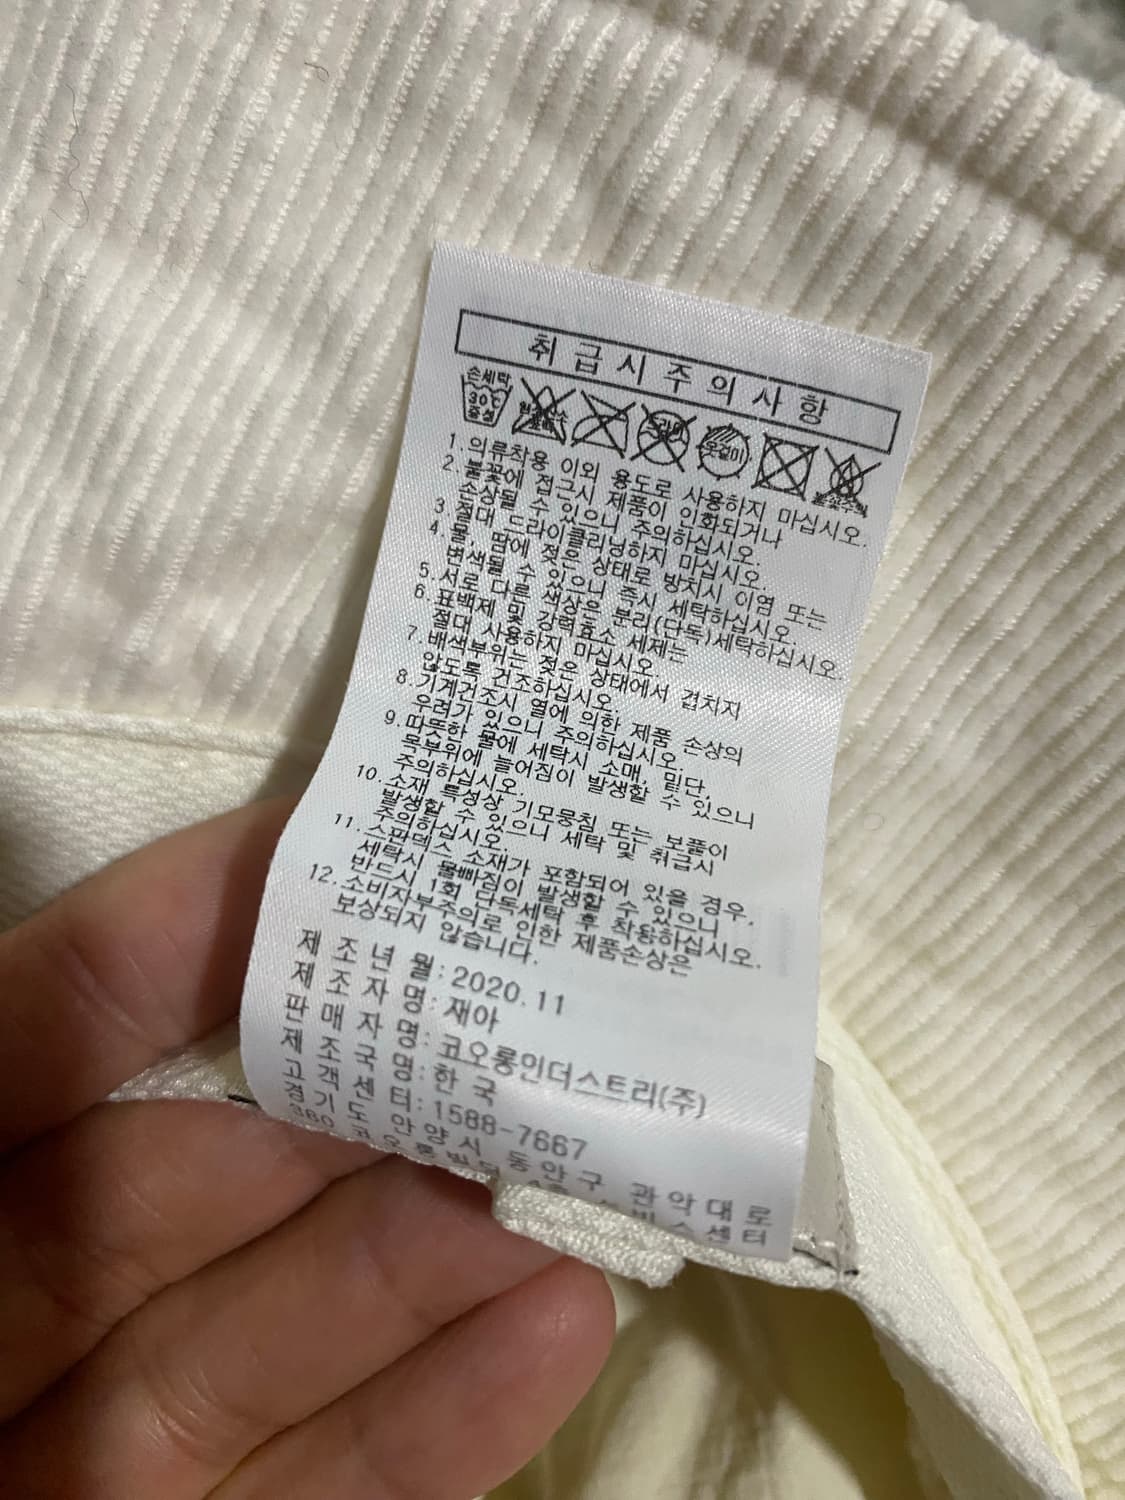 취급시주의사항
손세탁
30℃
중성
드라이
옷걸이
1. 의류착용 이외 용도로 사용하지 마십시오.
2. 불꽃에 접근시 제품이 인화되거나
손상될 수 있으니 주의하십시오.
3. 절대 드라이클리닝하지 마십시오.
4. 물, 땀에 젖은 상태로 방치시 이염 또는
변색될 수 있으니 즉시 세탁하십시오.
5. 서로 다른 색상은 분리(단독)세탁하십시오.
6. 표백제 및 강력효소 세제는
절대 사용하지 마십시오.
7. 배색부위는 젖은 상태에서 겹치지
않도록 건조하십시오.
8. 기계건조시 열에 의한 제품 손상의
우려가 있으니 주의하십시오.
9. 따뜻한 물에 세탁시 소매, 밑단,
목부위에 늘어짐이 발생할 수 있으니
주의하십시오.
10. 소재 특성상 기모뭉침 또는 보풀이
발생할 수 있으니 세탁 및 취급시
주의하십시오.
11. 스판덱스 소재가 포함되어 있을 경우,
세탁시 물빠짐이 발생할 수 있으니
반드시 1회 단독세탁 후 착용하십시오.
12. 소비자부주의로 인한 제품손상은
보상되지 않습니다.
제 조 년 월: 2020.11
제 조 자 명: 재아
판 매 자 명: 코오롱인더스트리(주)
제 조 국 명: 한 국
고 객 센 터: 1588-7667
경 기 도 안 양 시 동 안 구 관 악 대 로
360 코오롱 비스센터